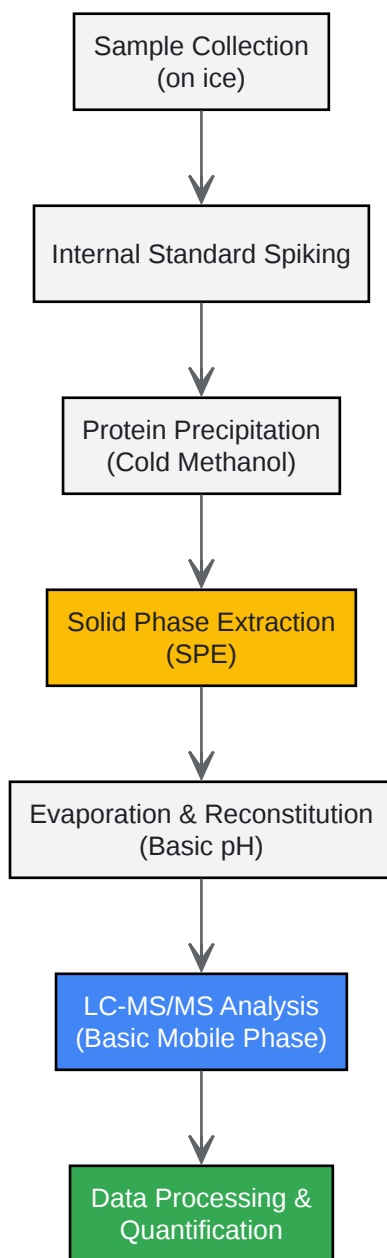 Sample Collection
(on ice)
Internal Standard Spiking
Protein Precipitation
(Cold Methanol)
Solid Phase Extraction
(SPE)
Evaporation & Reconstitution
(Basic pH)
LC-MS/MS Analysis
(Basic Mobile Phase)
Data Processing &
Quantification